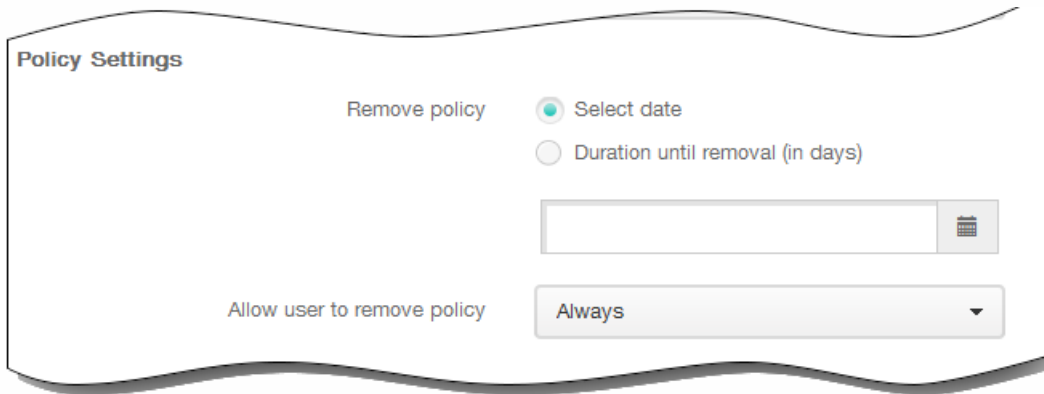 Policy Settings
Remove policy
Select date
Duration until removal (in days)
Allow user to remove policy
Always